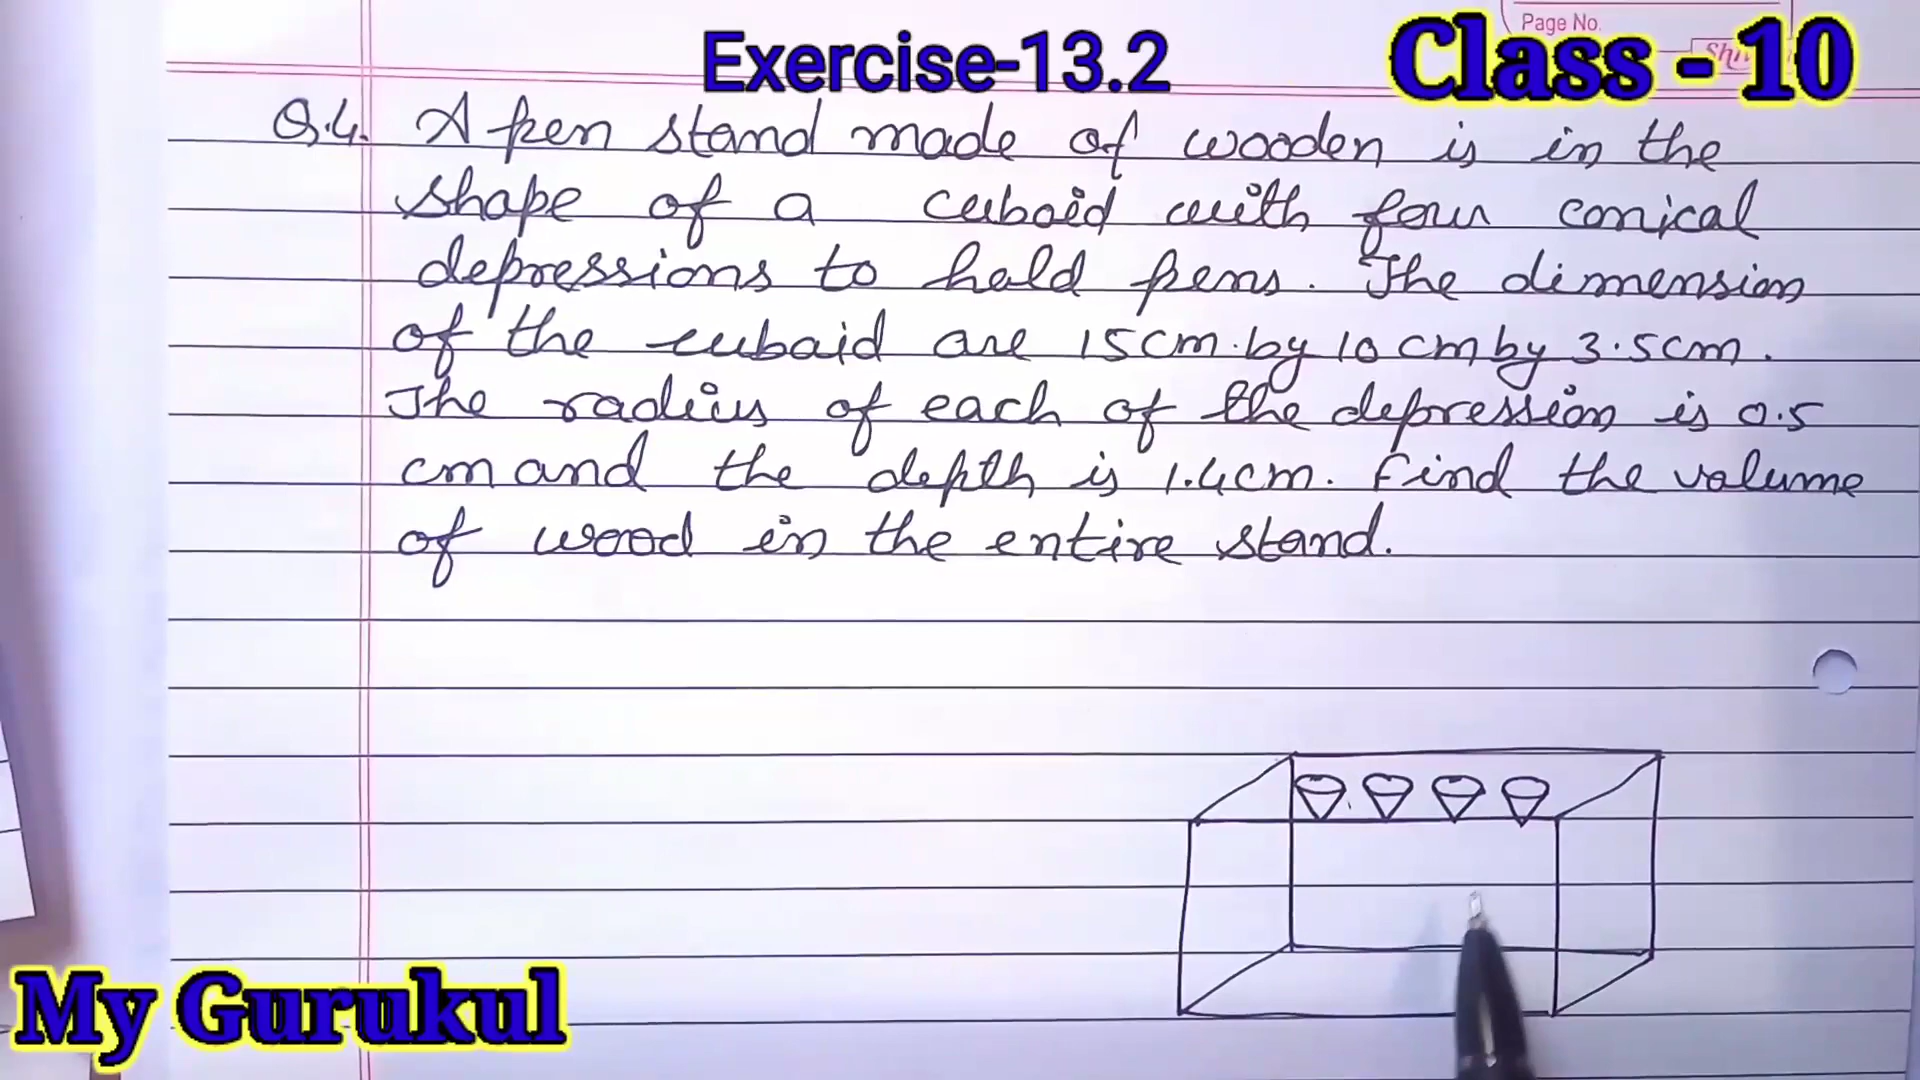 Page No.
Shi
Exercise-13.2
Class - 10
Q.4. A pen stand made of wooden is in the
shape of a cuboid with four conical
depressions to hold pens. The dimension
of the cuboid are 15cm. by 10 cm by 3.5cm.
The radius of each of the depression is 0.5
cm and the depth is 1.4cm. Find the volume
of wood in the entire stand.
My Gurukul